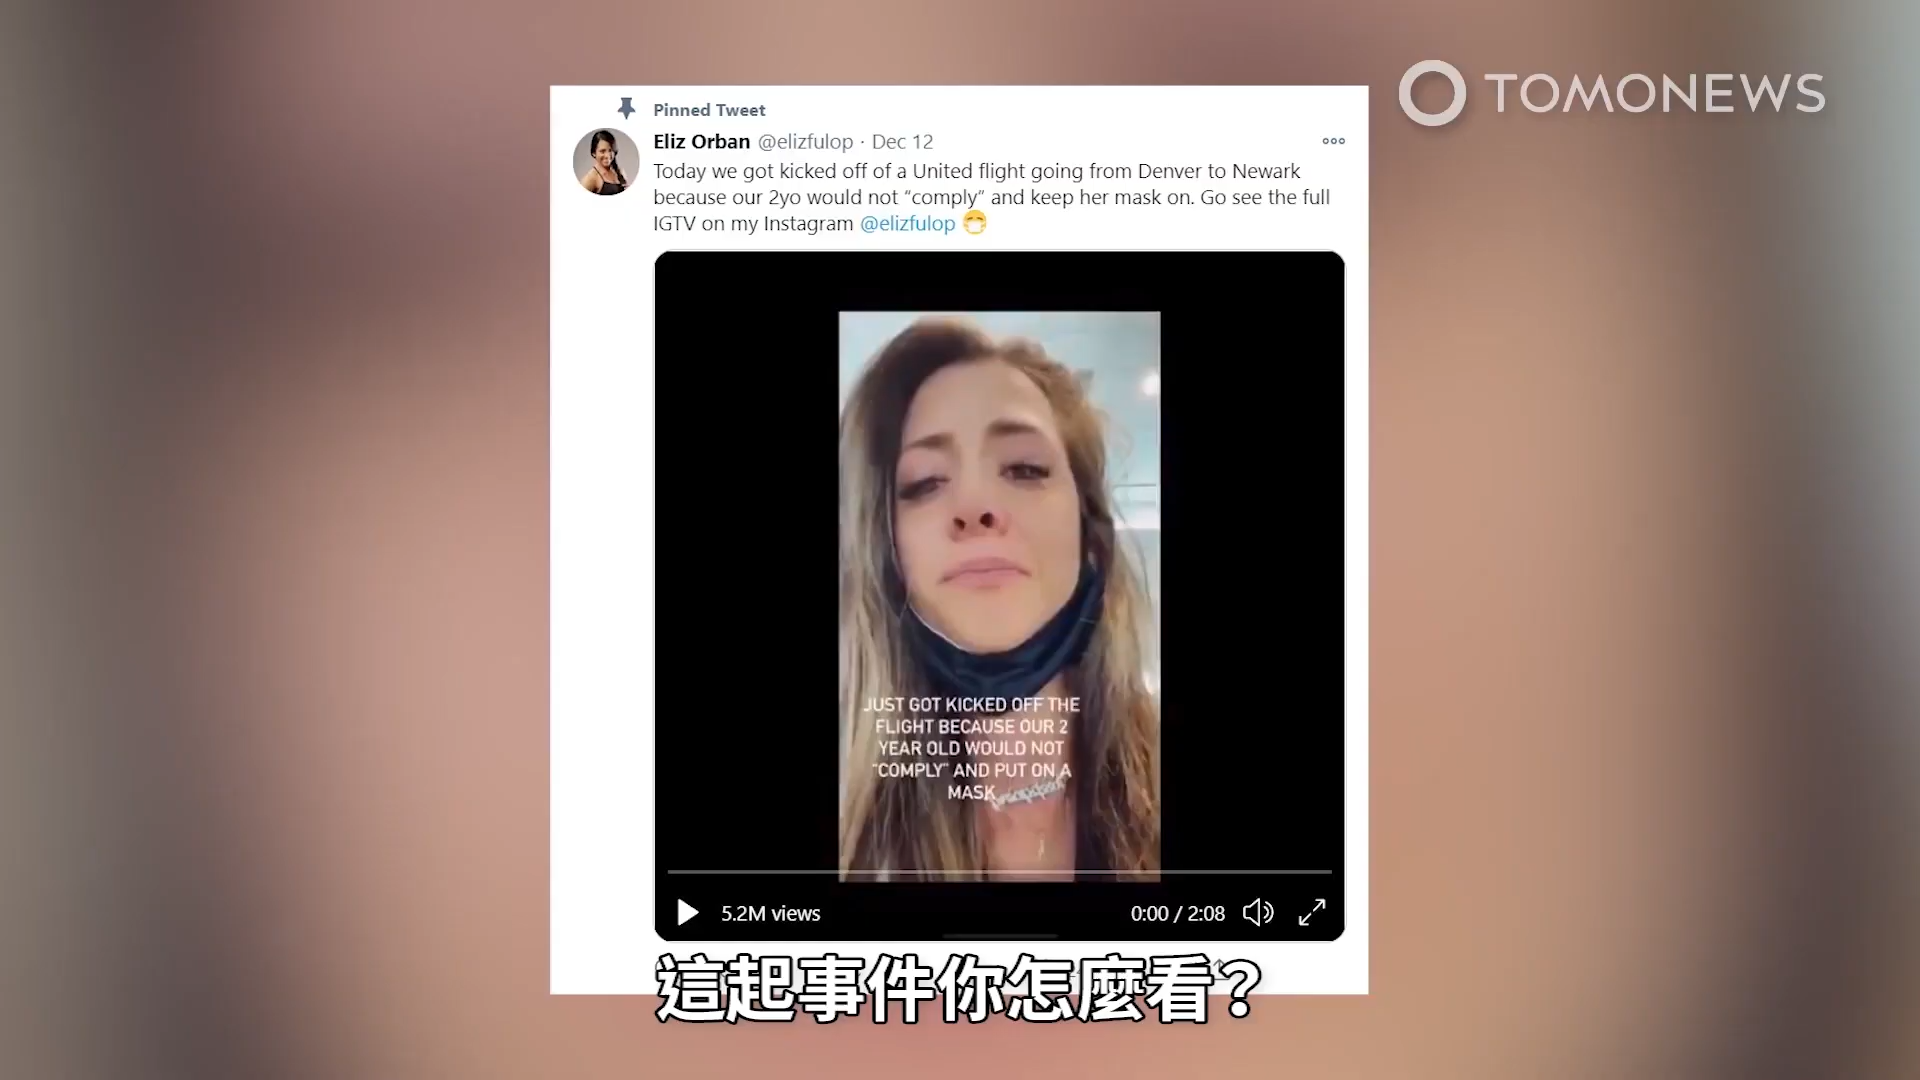 TOMONEWS
Pinned Tweet
Eliz Orban @elizfulop · Dec 12
Today we got kicked off of a United flight going from Denver to Newark
because our 2yo would not “comply” and keep her mask on. Go see the full
IGTV on my Instagram @elizfulop 😷
JUST GOT KICKED OFF THE
FLIGHT BECAUSE OUR 2
YEAR OLD WOULD NOT
“COMPLY” AND PUT ON A
MASK
5.2M views
0:00 / 2:08
這起事件你怎麼看?